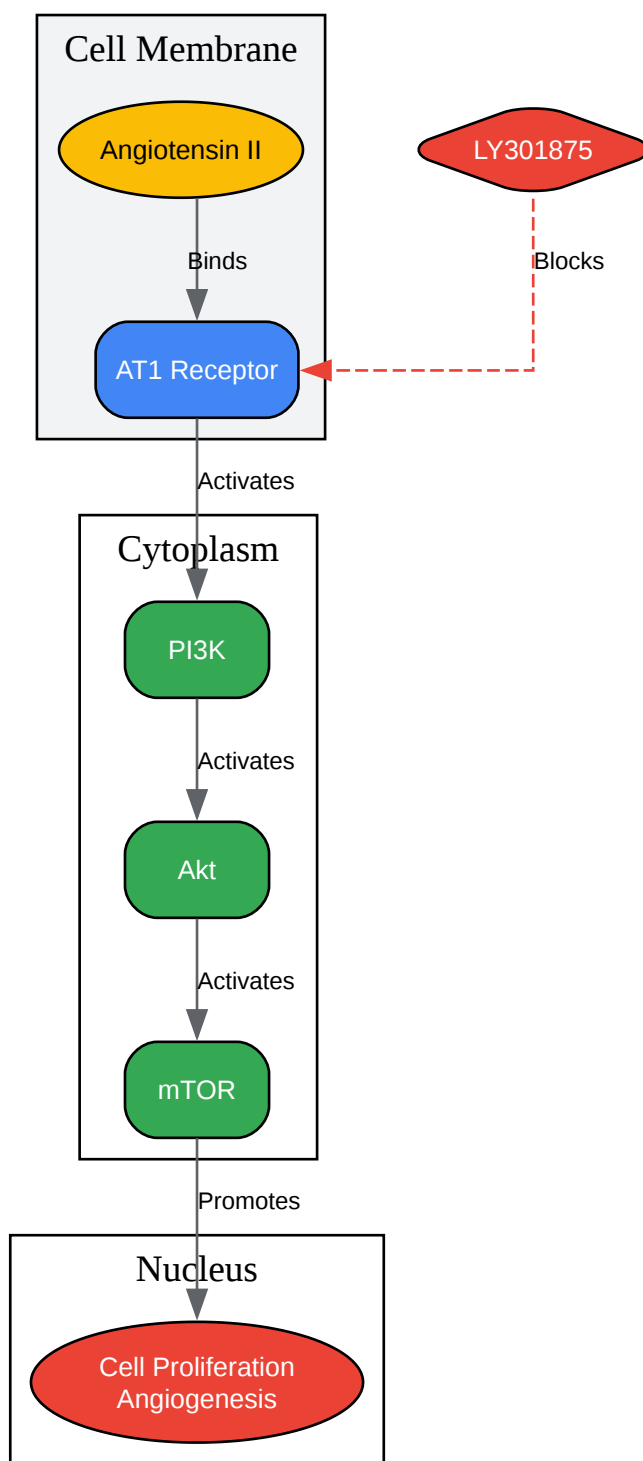 Cell Membrane
Angiotensin II
LY301875
Binds
Blocks
AT1 Receptor
Activates
Cytoplasm
PI3K
Activates
Akt
Activates
mTOR
Promotes
Nucleus
Cell Proliferation
Angiogenesis